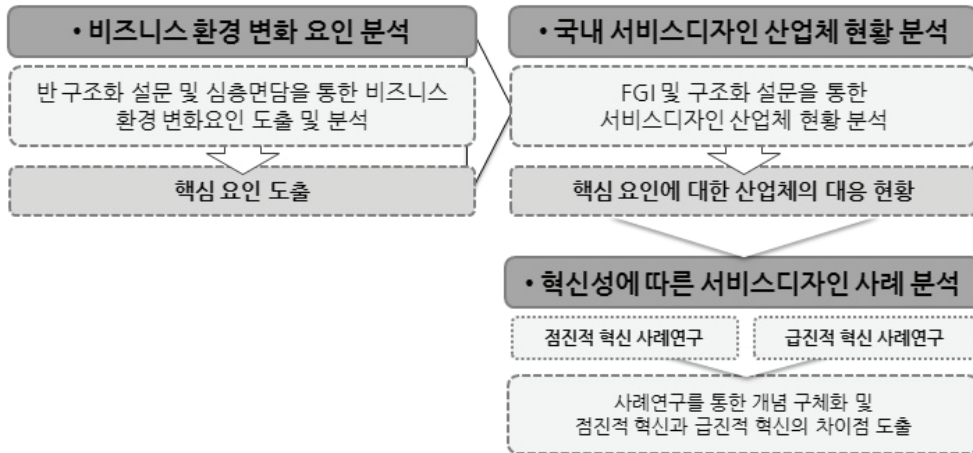 • 비즈니스 환경 변화 요인 분석
반 구조화 설문 및 심층면담을 통한 비즈니스
환경 변화요인 도출 및 분석
핵심 요인 도출
• 국내 서비스디자인 산업체 현황 분석
FGI 및 구조화 설문을 통한
서비스디자인 산업체 현황 분석
핵심 요인에 대한 산업체의 대응 현황
• 혁신성에 따른 서비스디자인 사례 분석
점진적 혁신 사례연구
급진적 혁신 사례연구
사례연구를 통한 개념 구체화 및
점진적 혁신과 급진적 혁신의 차이점 도출